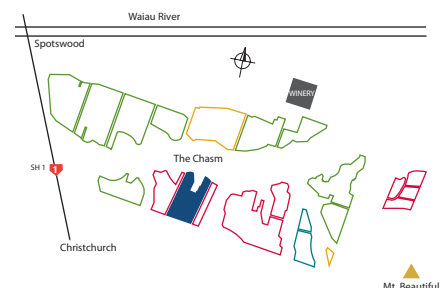 Waiau River
Spotswood
WINERY
The Chasm
SH 1
1
Christchurch
Mt. Beautiful